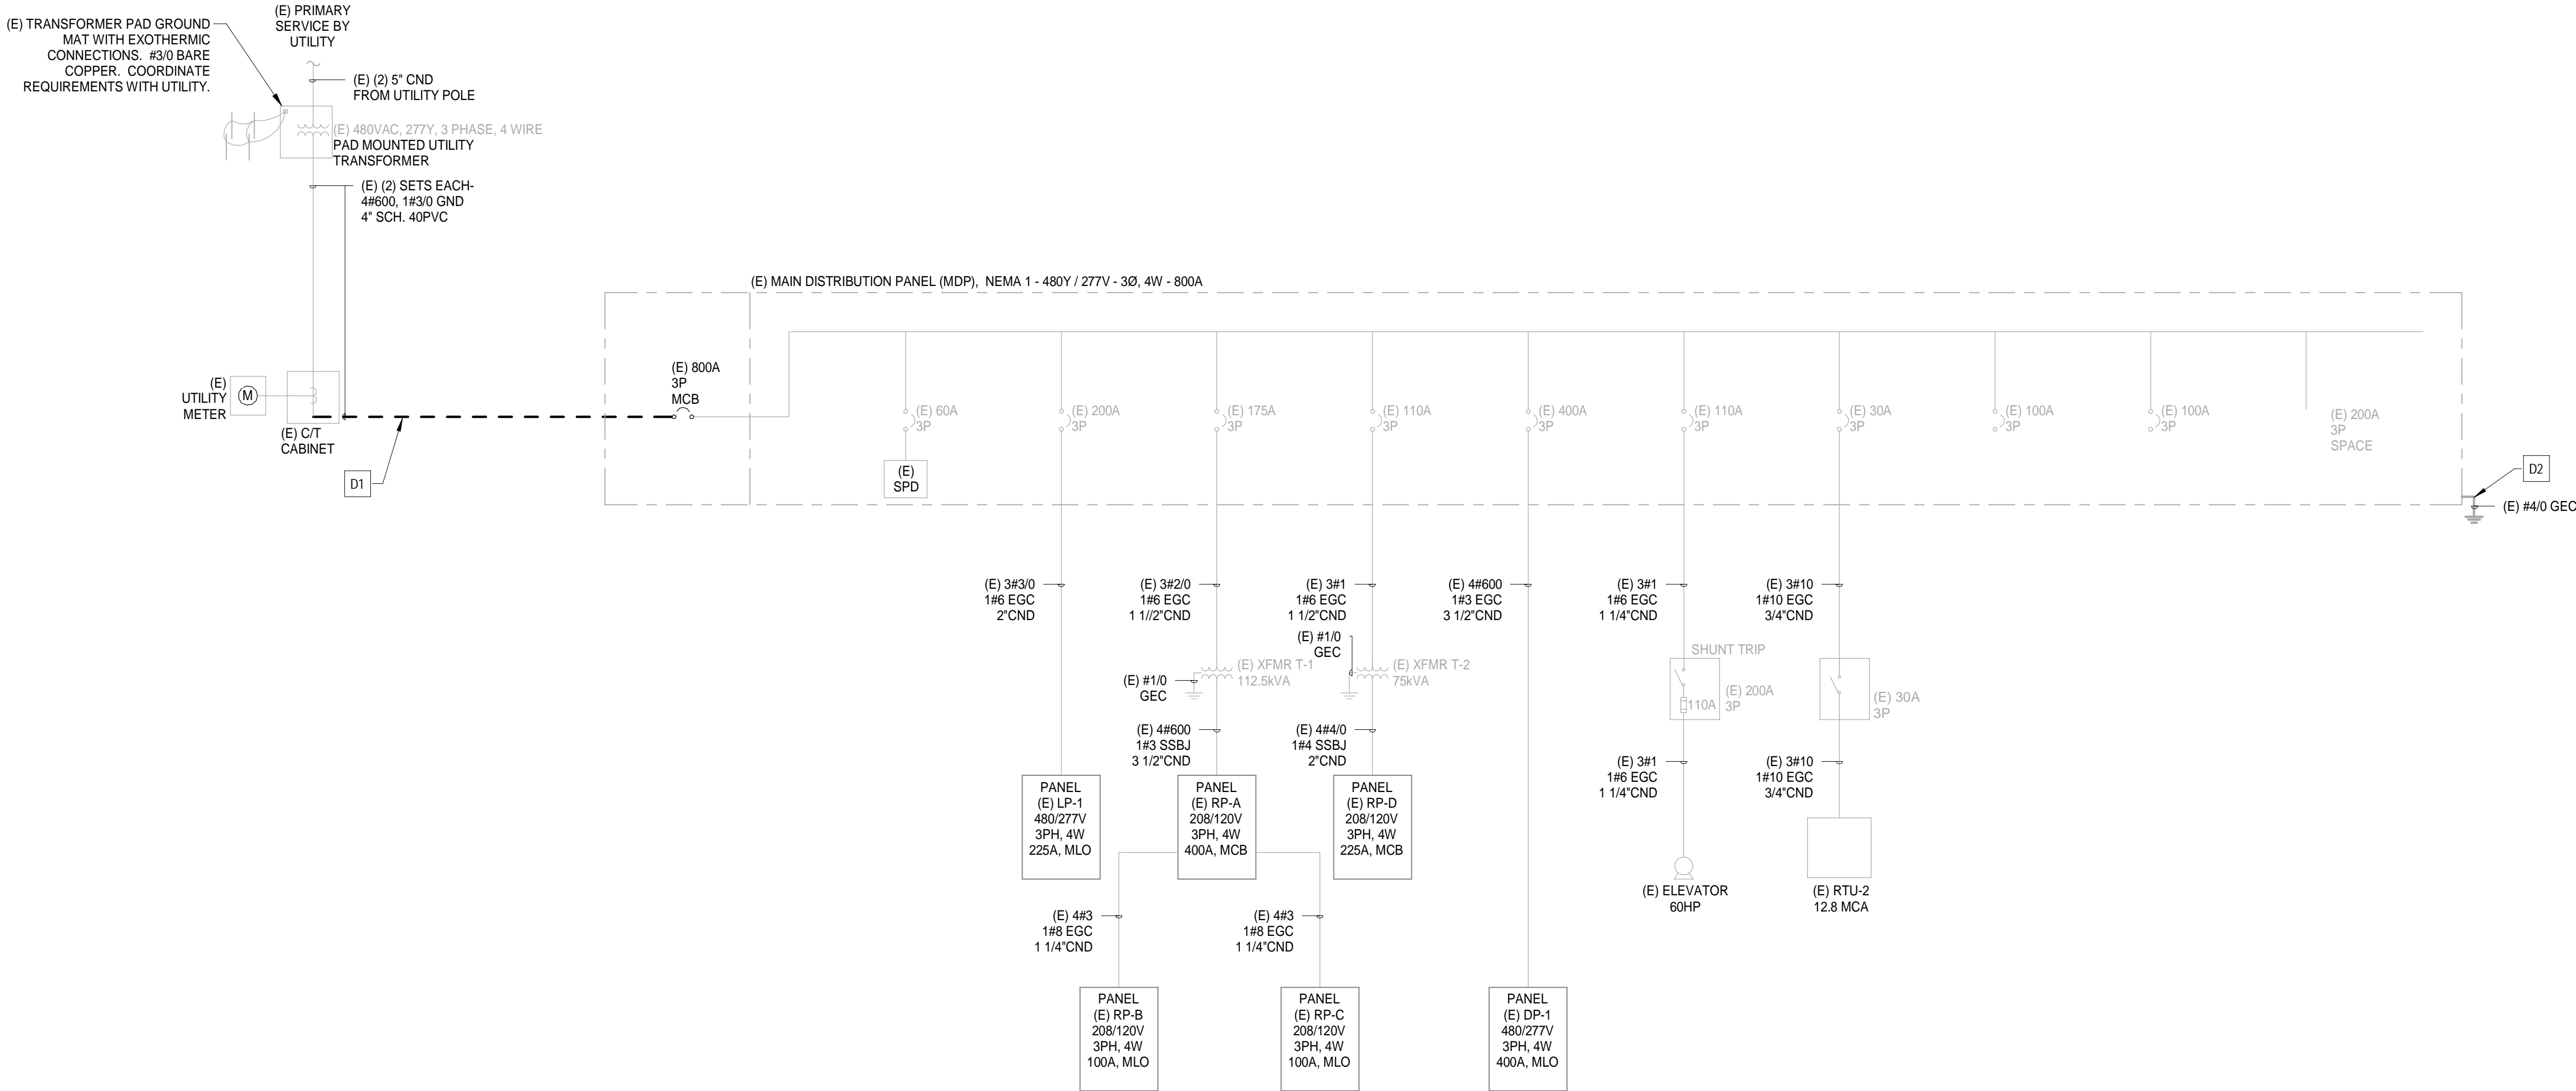 (E) TRANSFORMER PAD GROUND
MAT WITH EXOTHERMIC
CONNECTIONS. #3/0 BARE
COPPER. COORDINATE
REQUIREMENTS WITH UTILITY.
(E) PRIMARY
SERVICE BY
UTILITY
(E) (2) 5" CND
FROM UTILITY POLE
(E) 480VAC, 277Y, 3 PHASE, 4 WIRE
PAD MOUNTED UTILITY
TRANSFORMER
(E) (2) SETS EACH-
4#600, 1#3/0 GND
4" SCH. 40PVC
(E)
UTILITY
METER
M
(E) C/T
CABINET
D1
(E) MAIN DISTRIBUTION PANEL (MDP), NEMA 1 - 480Y / 277V - 3Ø, 4W - 800A
(E) 800A
3P
MCB
(E) 60A
3P
(E)
SPD
(E) 200A
3P
(E) 175A
3P
(E) 110A
3P
(E) 400A
3P
(E) 110A
3P
(E) 30A
3P
(E) 100A
3P
(E) 100A
3P
(E) 200A
3P
SPACE
D2
(E) #4/0 GEC
(E) 3#3/0
1#6 EGC
2"CND
(E) 3#2/0
1#6 EGC
1 1//2"CND
(E) 3#1
1#6 EGC
1 1/2"CND
(E) 4#600
1#3 EGC
3 1/2"CND
(E) 3#1
1#6 EGC
1 1/4"CND
(E) 3#10
1#10 EGC
3/4"CND
(E) #1/0
GEC
(E) XFMR T-1
112.5kVA
(E) #1/0
GEC
(E) XFMR T-2
75kVA
SHUNT TRIP
110A
(E) 200A
3P
(E) 30A
3P
(E) 4#600
1#3 SSBJ
3 1/2"CND
(E) 4#4/0
1#4 SSBJ
2"CND
(E) 3#1
1#6 EGC
1 1/4"CND
(E) 3#10
1#10 EGC
3/4"CND
PANEL
(E) LP-1
480/277V
3PH, 4W
225A, MLO
PANEL
(E) RP-A
208/120V
3PH, 4W
400A, MCB
PANEL
(E) RP-D
208/120V
3PH, 4W
225A, MCB
(E) ELEVATOR
60HP
(E) RTU-2
12.8 MCA
(E) 4#3
1#8 EGC
1 1/4"CND
(E) 4#3
1#8 EGC
1 1/4"CND
PANEL
(E) RP-B
208/120V
3PH, 4W
100A, MLO
PANEL
(E) RP-C
208/120V
3PH, 4W
100A, MLO
PANEL
(E) DP-1
480/277V
3PH, 4W
400A, MLO